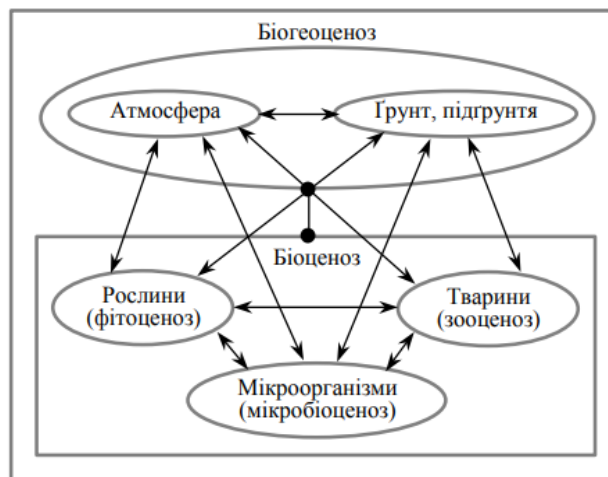 Біогеоценоз
Атмосфера
Ґрунт, підґрунтя
Біоценоз
Рослини
(фітоценоз)
Тварини
(зооценоз)
Мікроорганізми
(мікробіоценоз)